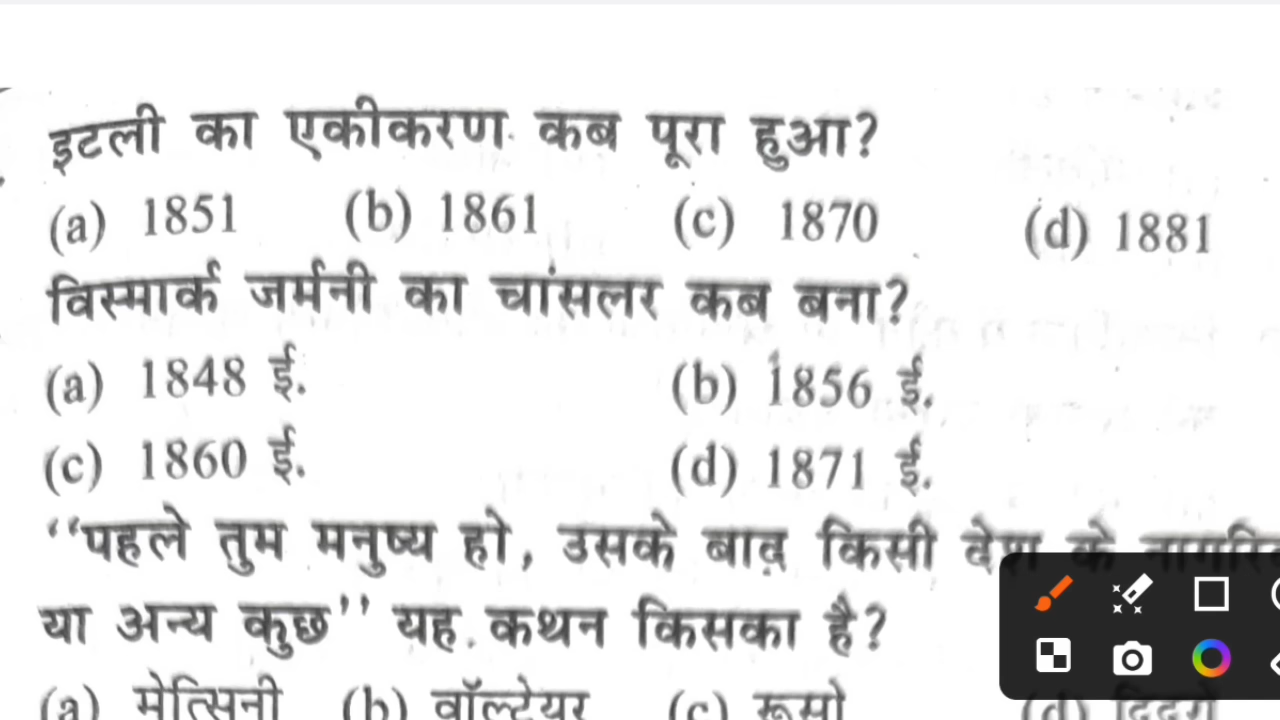 इटली का एकीकरण कब पूरा हुआ?
(a) 1851 (b) 1861 (c) 1870 (d) 1881
विस्मार्क जर्मनी का चांसलर कब बना?
(a) 1848 ई. (b) 1856 ई.
(c) 1860 ई. (d) 1871 ई.
“पहले तुम मनुष्य हो, उसके बाद किसी देश के
या अन्य कुछ” यह कथन किसका है?
(a) मेत्सिनी (b) वॉल्टेयर (c) रूसो (d)